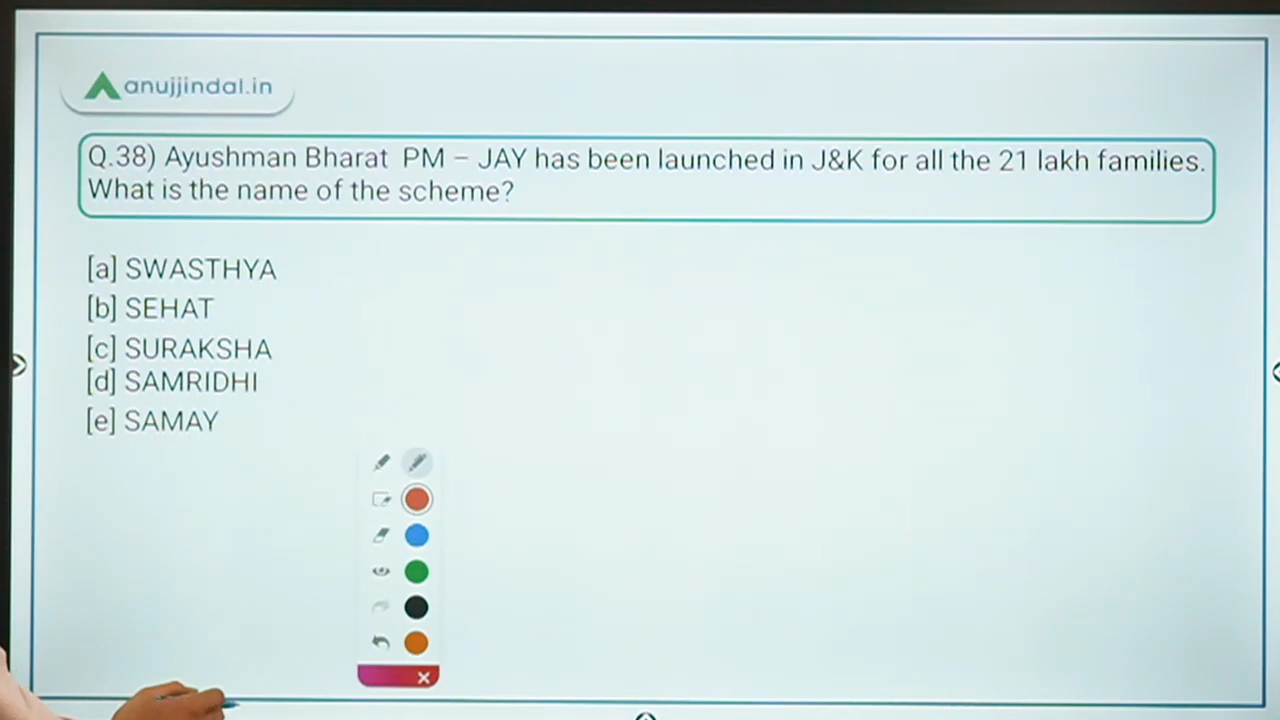 anujjindal.in
Q.38) Ayushman Bharat PM – JAY has been launched in J&K for all the 21 lakh families.
What is the name of the scheme?
[a] SWASTHYA
[b] SEHAT
[c] SURAKSHA
[d] SAMRIDHI
[e] SAMAY